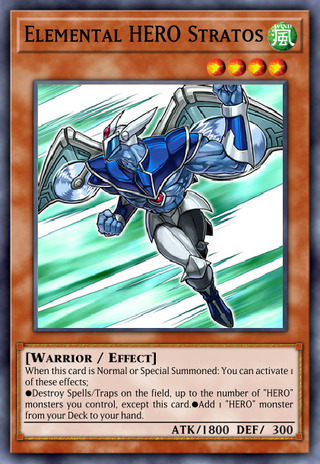 ELEMENTAL HERO STRATOS
WIND
風
[WARRIOR / EFFECT]
When this card is Normal or Special Summoned: You can activate 1
of these effects;
●Destroy Spells/Traps on the field, up to the number of "HERO"
monsters you control, except this card.●Add 1 "HERO" monster
from your Deck to your hand.
ATK/1800 DEF/ 300